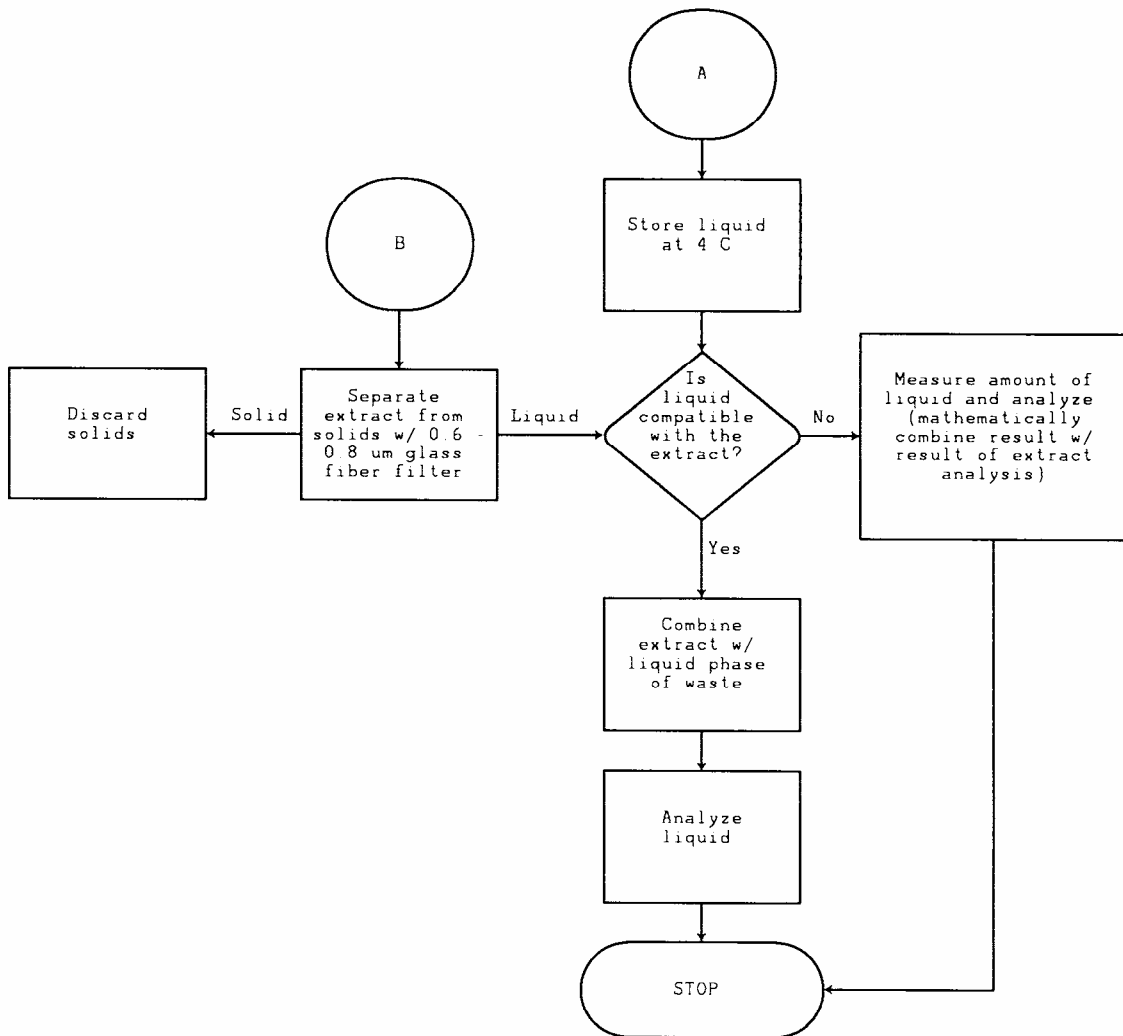 A
Store liquid
at 4 C
B
Discard
solids
Solid
Separate
extract from
solids w/ 0.6 -
0.8 um glass
fiber filter
Liquid
Is
liquid
compatible
with the
extract?
No
Measure amount of
liquid and analyze
(mathematically
combine result w/
result of extract
analysis)
Yes
Combine
extract w/
liquid phase
of waste
Analyze
liquid
STOP